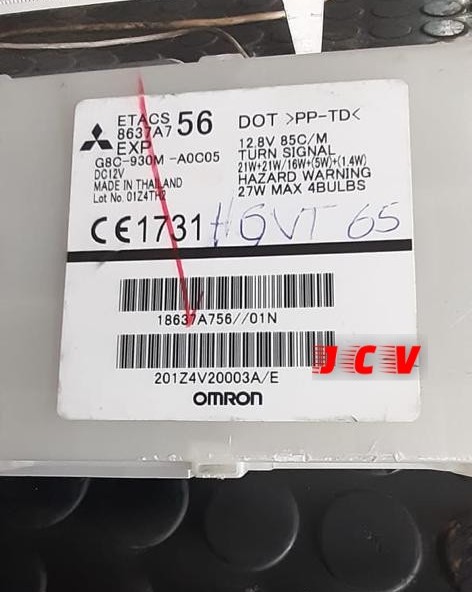 ETACS
8637A7 56
EXP
G8C-930M -A0C05
DC12V
MADE IN THAILAND
Lot No. 01Z4TH2
DOT >PP-TD<
12.8V 85C/M
TURN SIGNAL
21W+21W/16W+(5W)+(1.4W)
HAZARD WARNING
27W MAX 4BULBS
CE1731 HGVT 65
18637A756//01N
201Z4V20003A/E
JCV
OMRON